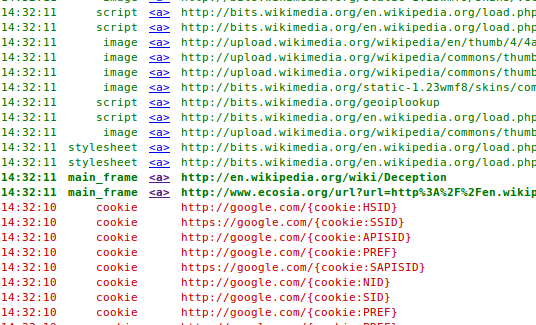 14:32:11 script <a> http://bits.wikimedia.org/en.wikipedia.org/load.php
14:32:11 script <a> http://bits.wikimedia.org/en.wikipedia.org/load.php
14:32:11 image <a> http://upload.wikimedia.org/wikipedia/en/thumb/4/4a
14:32:11 image <a> http://upload.wikimedia.org/wikipedia/commons/thumb
14:32:11 image <a> http://upload.wikimedia.org/wikipedia/commons/thumb
14:32:11 image <a> http://bits.wikimedia.org/static-1.23wmf8/skins/com
14:32:11 script <a> http://bits.wikimedia.org/geoiplookup
14:32:11 script <a> http://bits.wikimedia.org/en.wikipedia.org/load.php
14:32:11 image <a> http://upload.wikimedia.org/wikipedia/commons/thumb
14:32:11 stylesheet <a> http://bits.wikimedia.org/en.wikipedia.org/load.php
14:32:11 stylesheet <a> http://bits.wikimedia.org/en.wikipedia.org/load.php
14:32:11 main_frame <a> http://en.wikipedia.org/wiki/Deception
14:32:11 main_frame <a> http://www.ecosia.org/url?url=http%3A%2F%2Fen.wikip
14:32:10 cookie http://google.com/{cookie:HSID}
14:32:10 cookie https://google.com/{cookie:SSID}
14:32:10 cookie http://google.com/{cookie:APISID}
14:32:10 cookie http://google.com/{cookie:PREF}
14:32:10 cookie https://google.com/{cookie:SAPISID}
14:32:10 cookie http://google.com/{cookie:NID}
14:32:10 cookie http://google.com/{cookie:SID}
14:32:10 cookie http://google.com/{cookie:PREF}